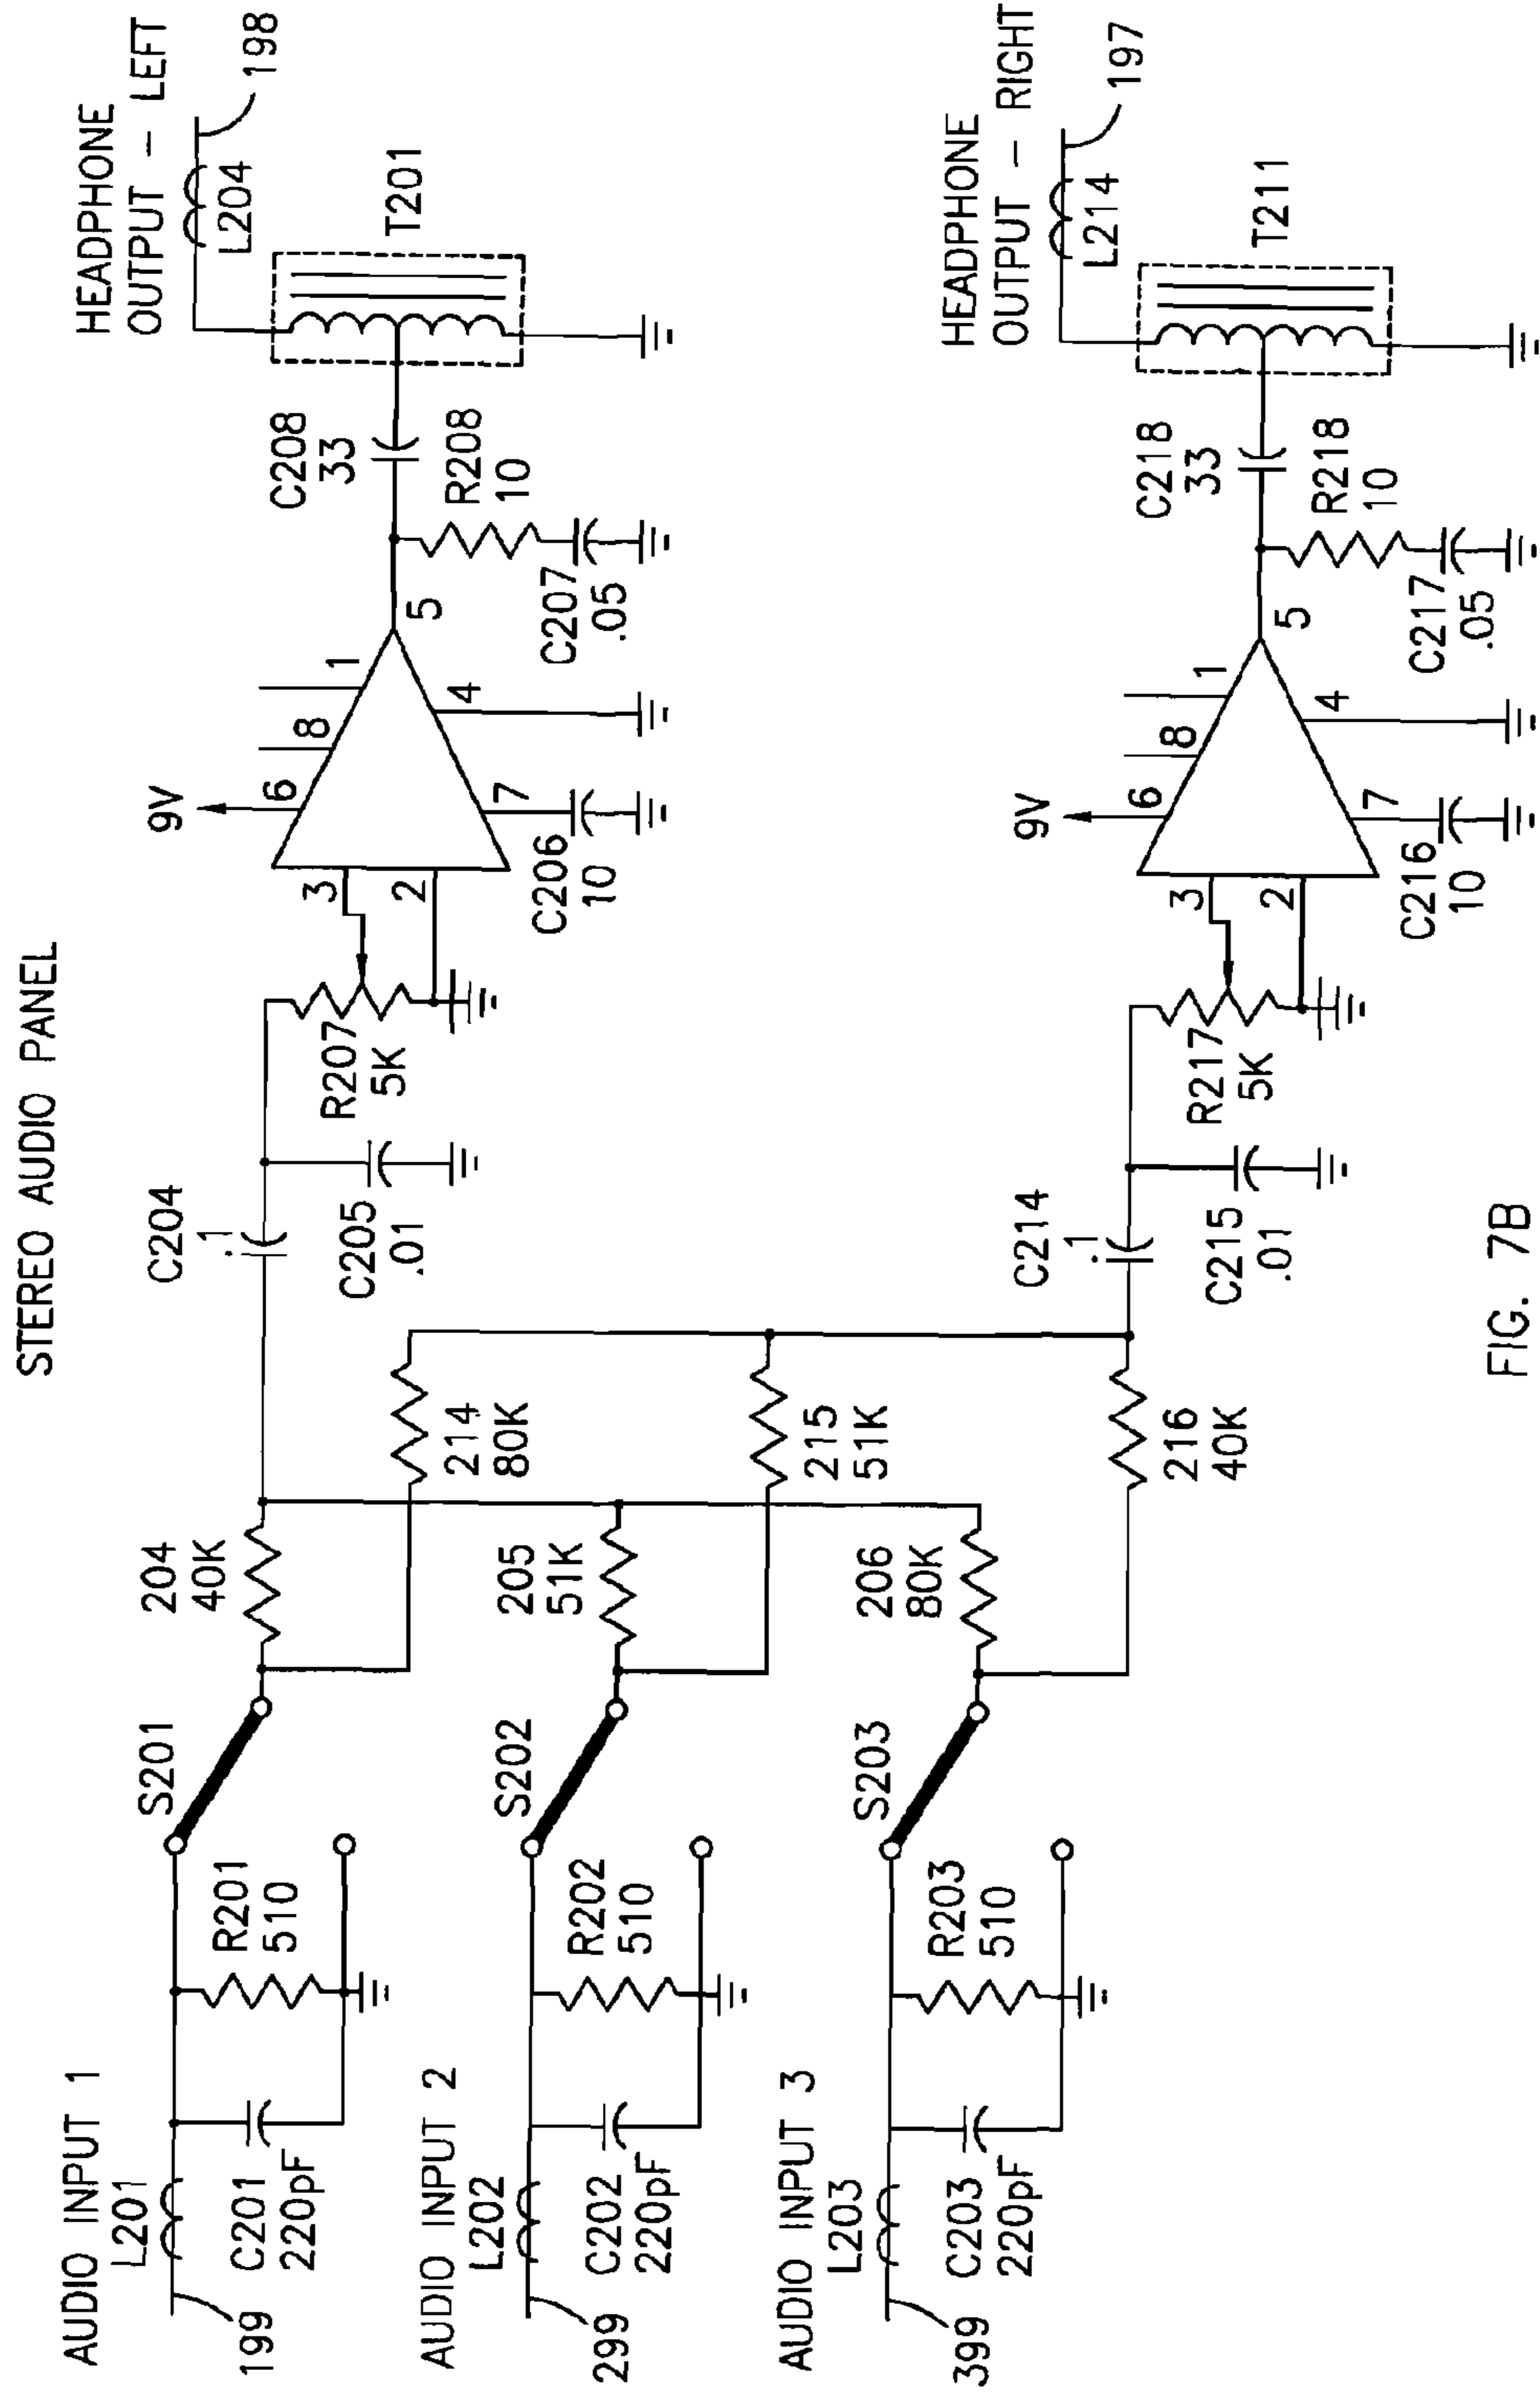 STEREO AUDIO PANEL
AUDIO INPUT 1
L201
199
C201
220pF
R201
510
S201
204
40K
214
80K
C204
.1
C205
.01
R207
5K
3
2
9V
6
8
1
7
4
5
C206
10
C207
.05
R208
10
C208
33
T201
L204
HEADPHONE
OUTPUT – LEFT
198
AUDIO INPUT 2
L202
299
C202
220pF
R202
510
S202
205
51K
215
51K
AUDIO INPUT 3
L203
399
C203
220pF
R203
510
S203
206
80K
216
40K
C214
.1
C215
.01
R217
5K
3
2
9V
6
8
1
7
4
5
C216
10
C217
.05
R218
10
C218
33
T211
L214
HEADPHONE
OUTPUT – RIGHT
197
FIG. 7B